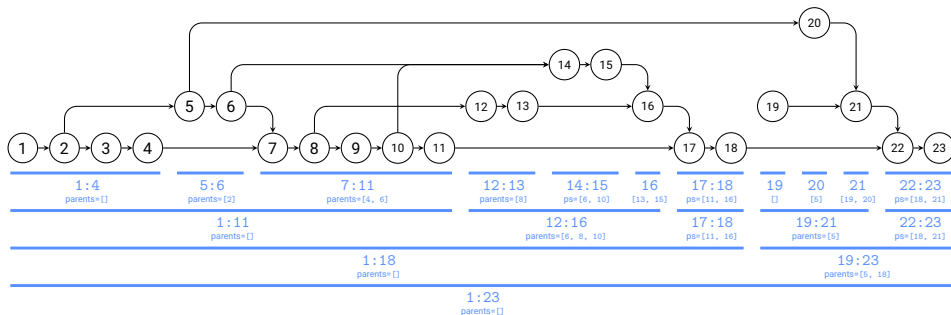 20
14 15
5 6 12 13 16 19 21
1 2 3 4 7 8 9 10 11 17 18 22 23
1:4 5:6 7:11 12:13 14:15 16 17:18 19 20 21 22:23
parents=[] parents=[2] parents=[4, 6] parents=[8] ps=[6, 10] [13, 15] ps=[11, 16] [] [5] [19, 20] ps=[18, 21]
1:11 12:16 17:18 19:21 22:23
parents=[] parents=[6, 8, 10] ps=[11, 16] parents=[5] ps=[18, 21]
1:18 19:23
parents=[] parents=[5, 18]
1:23
parents=[]